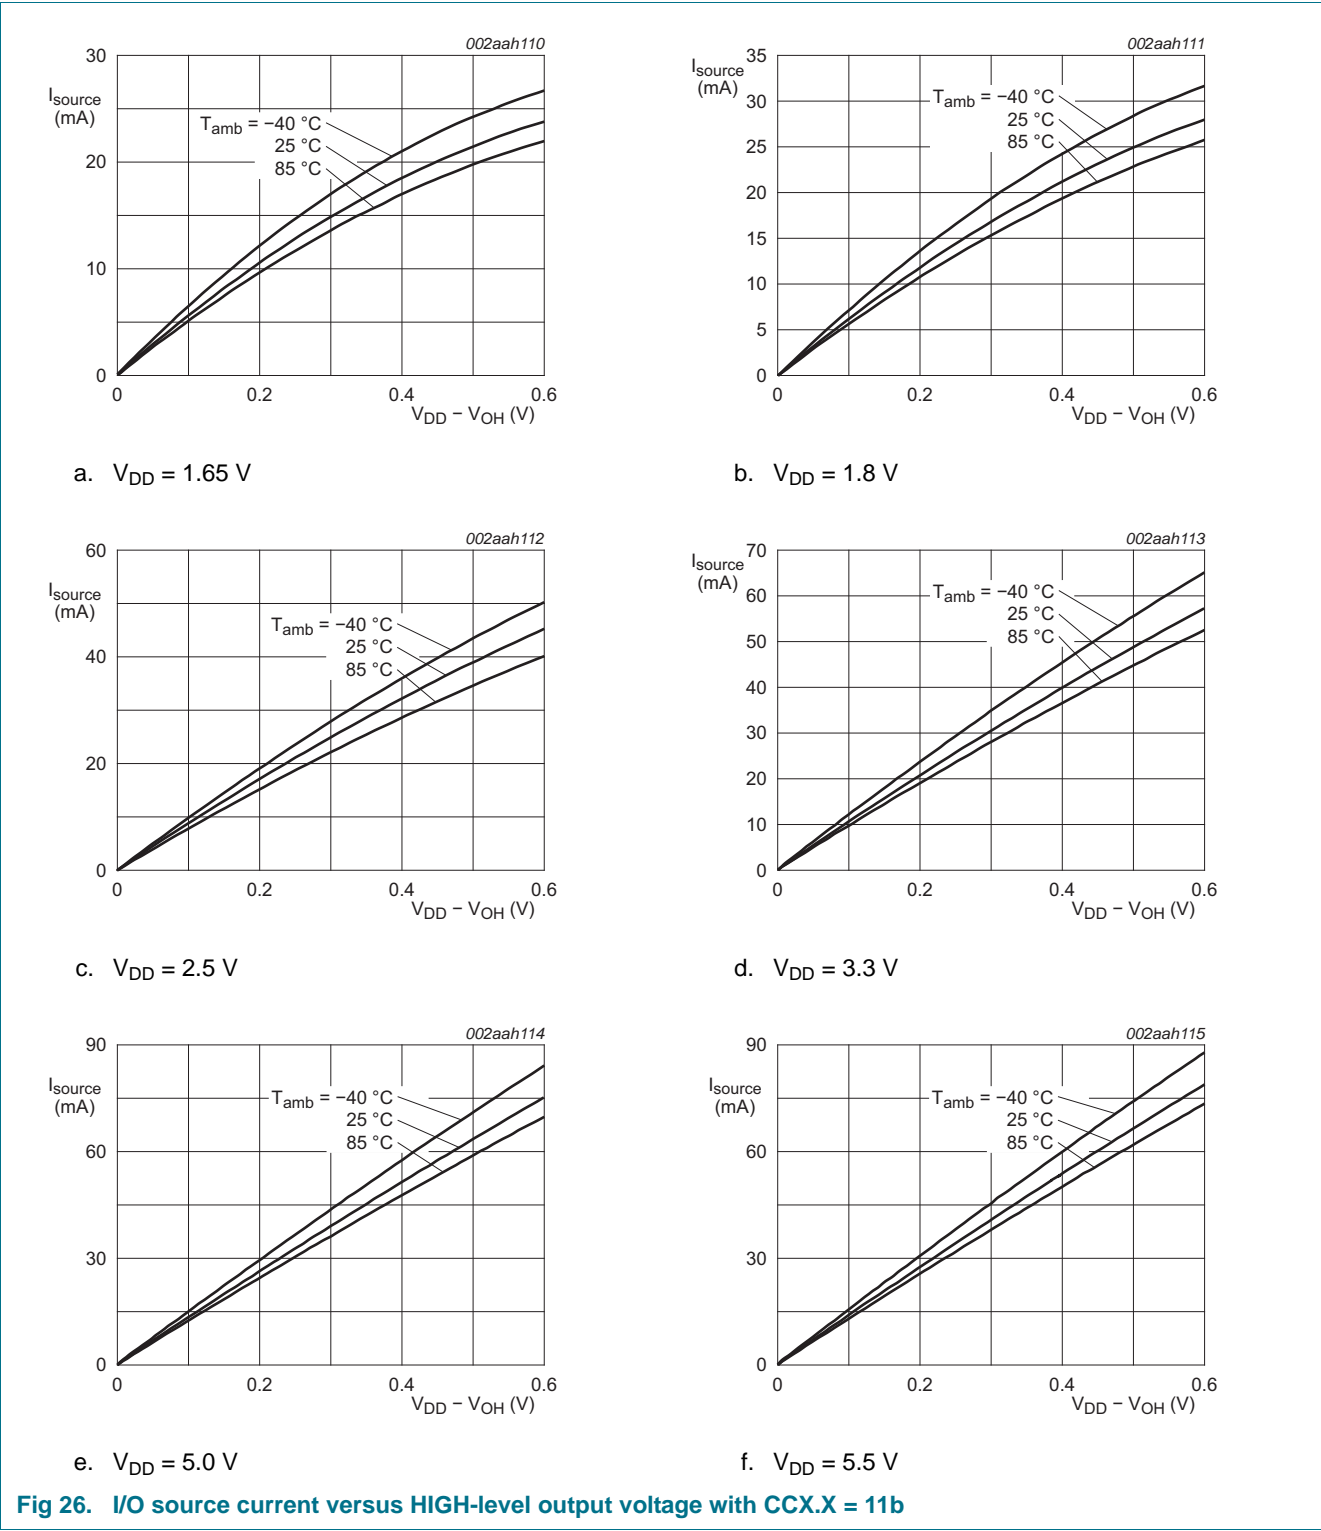 002aah110
30
Isource
(mA)
Tamb = −40 °C
25 °C
85 °C
20
10
0
0 0.2 0.4 0.6
VDD − VOH (V)
a. VDD = 1.65 V
002aah111
35
Isource
(mA)
30
Tamb = −40 °C
25 °C
85 °C
25
20
15
10
5
0
0 0.2 0.4 0.6
VDD − VOH (V)
b. VDD = 1.8 V
002aah112
60
Isource
(mA)
Tamb = −40 °C
25 °C
85 °C
40
20
0
0 0.2 0.4 0.6
VDD − VOH (V)
c. VDD = 2.5 V
002aah113
70
Isource
(mA)
60
Tamb = −40 °C
25 °C
85 °C
50
40
30
20
10
0
0 0.2 0.4 0.6
VDD − VOH (V)
d. VDD = 3.3 V
002aah114
90
Isource
(mA)
Tamb = −40 °C
25 °C
85 °C
60
30
0
0 0.2 0.4 0.6
VDD − VOH (V)
e. VDD = 5.0 V
002aah115
90
Isource
(mA)
Tamb = −40 °C
25 °C
85 °C
60
30
0
0 0.2 0.4 0.6
VDD − VOH (V)
f. VDD = 5.5 V
Fig 26. I/O source current versus HIGH-level output voltage with CCX.X = 11b